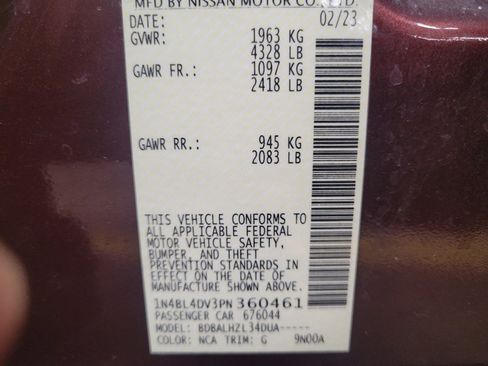 MFD BY NISSAN MOTOR CO., LTD.
DATE: 02/23
GVWR: 1963 KG
4328 LB
GAWR FR.: 1097 KG
2418 LB
GAWR RR.: 945 KG
2083 LB
THIS VEHICLE CONFORMS TO
ALL APPLICABLE FEDERAL
MOTOR VEHICLE SAFETY,
BUMPER, AND THEFT
PREVENTION STANDARDS IN
EFFECT ON THE DATE OF
MANUFACTURE SHOWN ABOVE.
1N4BL4DV3PN360461
PASSENGER CAR 676044
MODEL: BDBALHZL34DUA-----
COLOR: NCA TRIM: G 9N00A